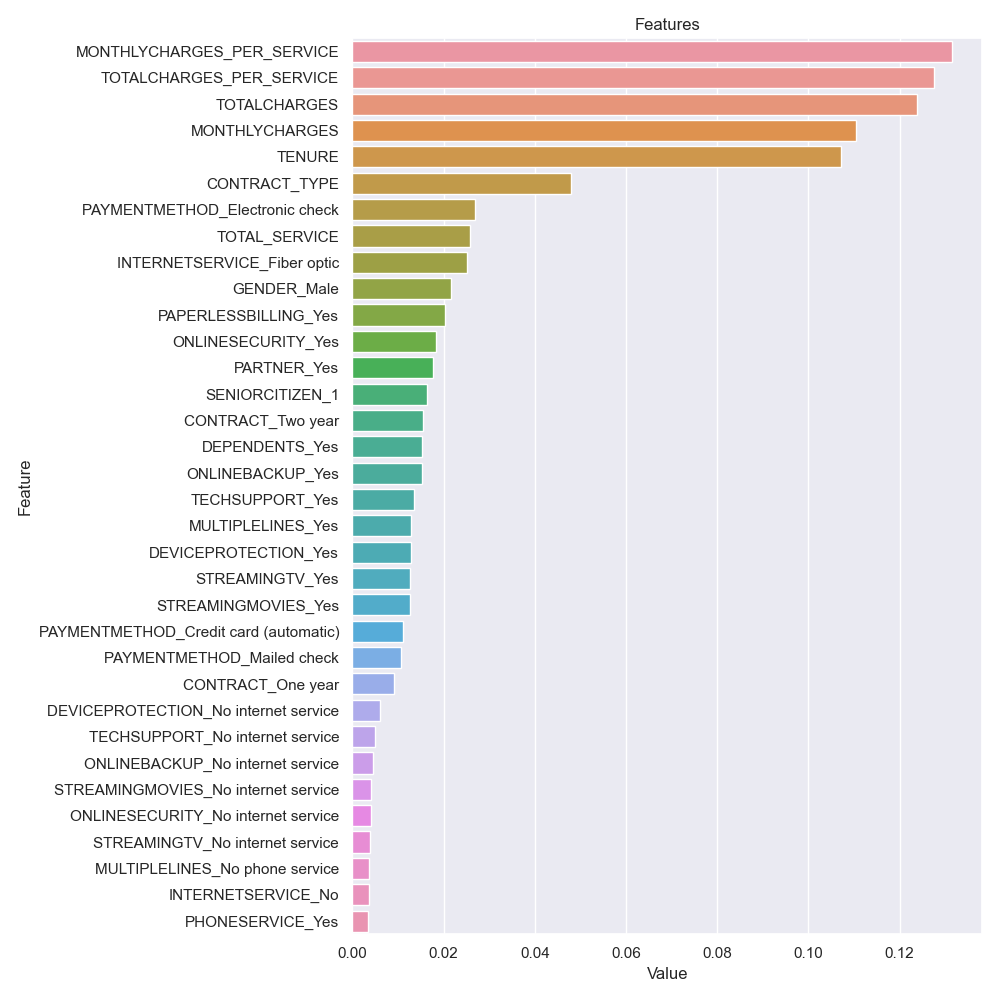 Features
MONTHLYCHARGES_PER_SERVICE
TOTALCHARGES_PER_SERVICE
TOTALCHARGES
MONTHLYCHARGES
TENURE
CONTRACT_TYPE
PAYMENTMETHOD_Electronic check
TOTAL_SERVICE
INTERNETSERVICE_Fiber optic
GENDER_Male
PAPERLESSBILLING_Yes
ONLINESECURITY_Yes
PARTNER_Yes
SENIORCITIZEN_1
CONTRACT_Two year
DEPENDENTS_Yes
ONLINEBACKUP_Yes
TECHSUPPORT_Yes
MULTIPLELINES_Yes
DEVICEPROTECTION_Yes
STREAMINGTV_Yes
STREAMINGMOVIES_Yes
PAYMENTMETHOD_Credit card (automatic)
PAYMENTMETHOD_Mailed check
CONTRACT_One year
DEVICEPROTECTION_No internet service
TECHSUPPORT_No internet service
ONLINEBACKUP_No internet service
STREAMINGMOVIES_No internet service
ONLINESECURITY_No internet service
STREAMINGTV_No internet service
MULTIPLELINES_No phone service
INTERNETSERVICE_No
PHONESERVICE_Yes
Feature
0.00 0.02 0.04 0.06 0.08 0.10 0.12
Value